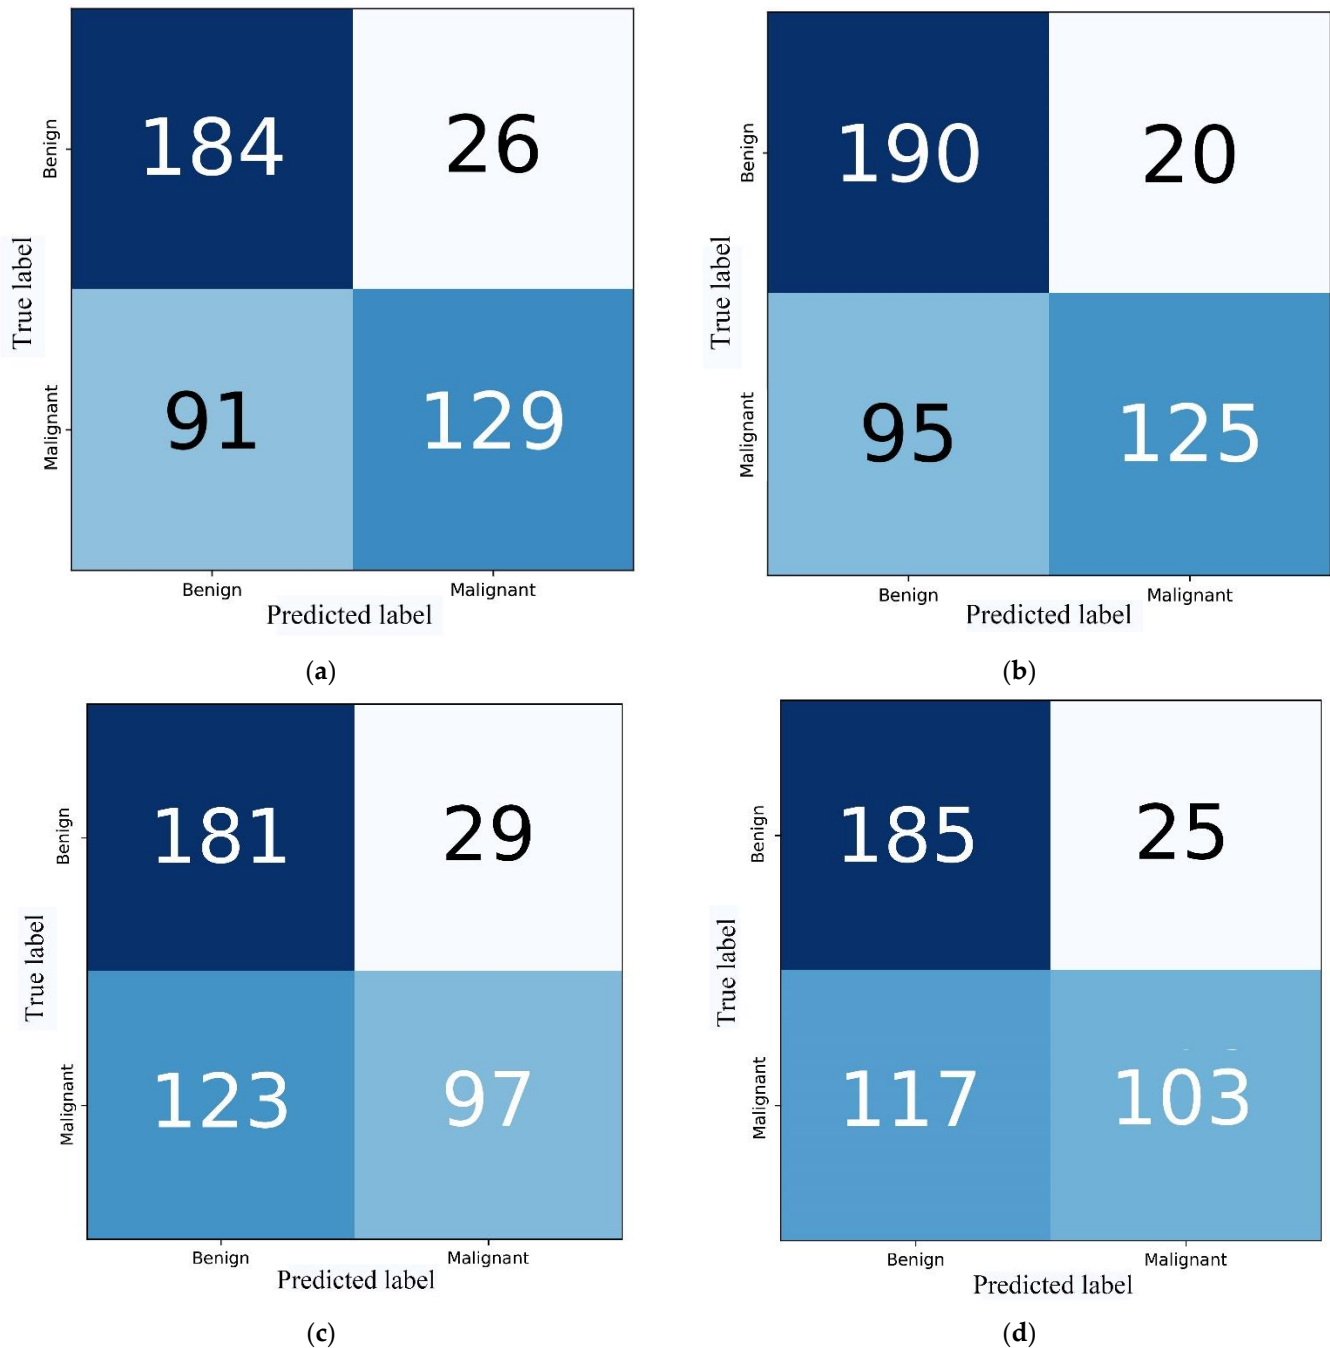 Benign
184
26
True label
Malignant
91
129
Benign
Malignant
Predicted label
(a)
Benign
190
20
True label
Malignant
95
125
Benign
Malignant
Predicted label
(b)
Benign
181
29
True label
Malignant
123
97
Benign
Malignant
Predicted label
(c)
Benign
185
25
True label
Malignant
117
103
Benign
Malignant
Predicted label
(d)